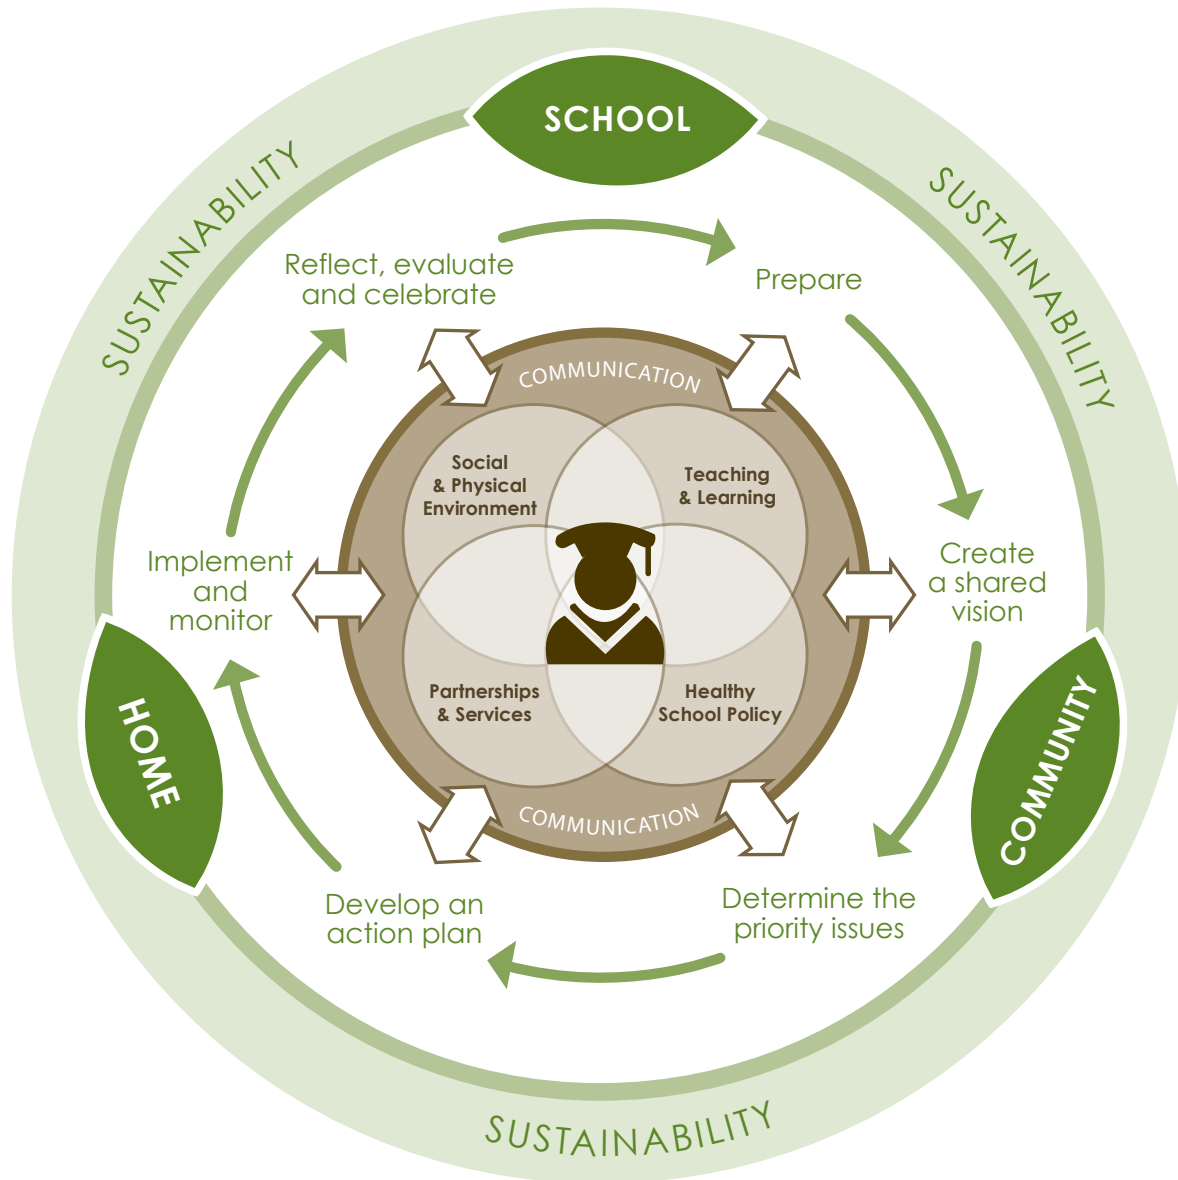 SCHOOL
SUSTAINABILITY
SUSTAINABILITY
Reflect, evaluate
and celebrate
Prepare
COMMUNICATION
Social
& Physical
Environment
Teaching
& Learning
Implement
and
monitor
Create
a shared
vision
HOME
COMMUNITY
Partnerships
& Services
Healthy
School Policy
COMMUNICATION
Develop an
action plan
Determine the
priority issues
SUSTAINABILITY